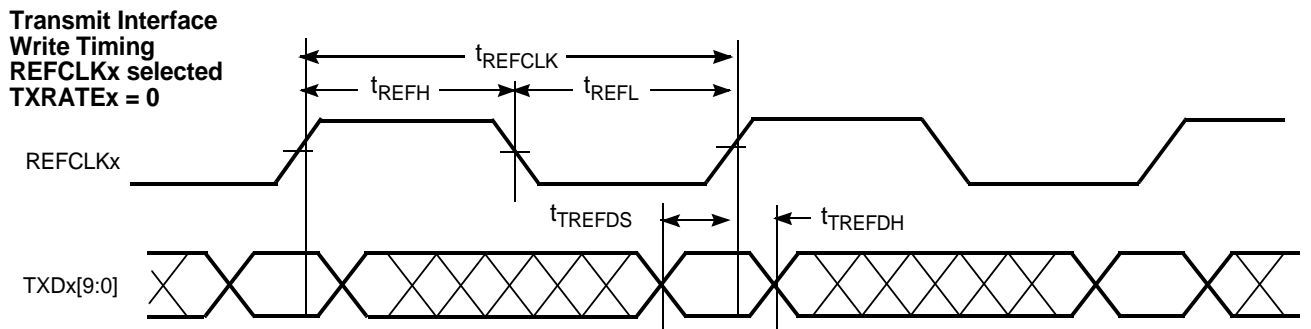 Transmit Interface
Write Timing
REFCLKx selected
TXRATEx = 0
tREFCLK
tREFH
tREFL
REFCLKx
tTREFDS
tTREFDH
TXDx[9:0]